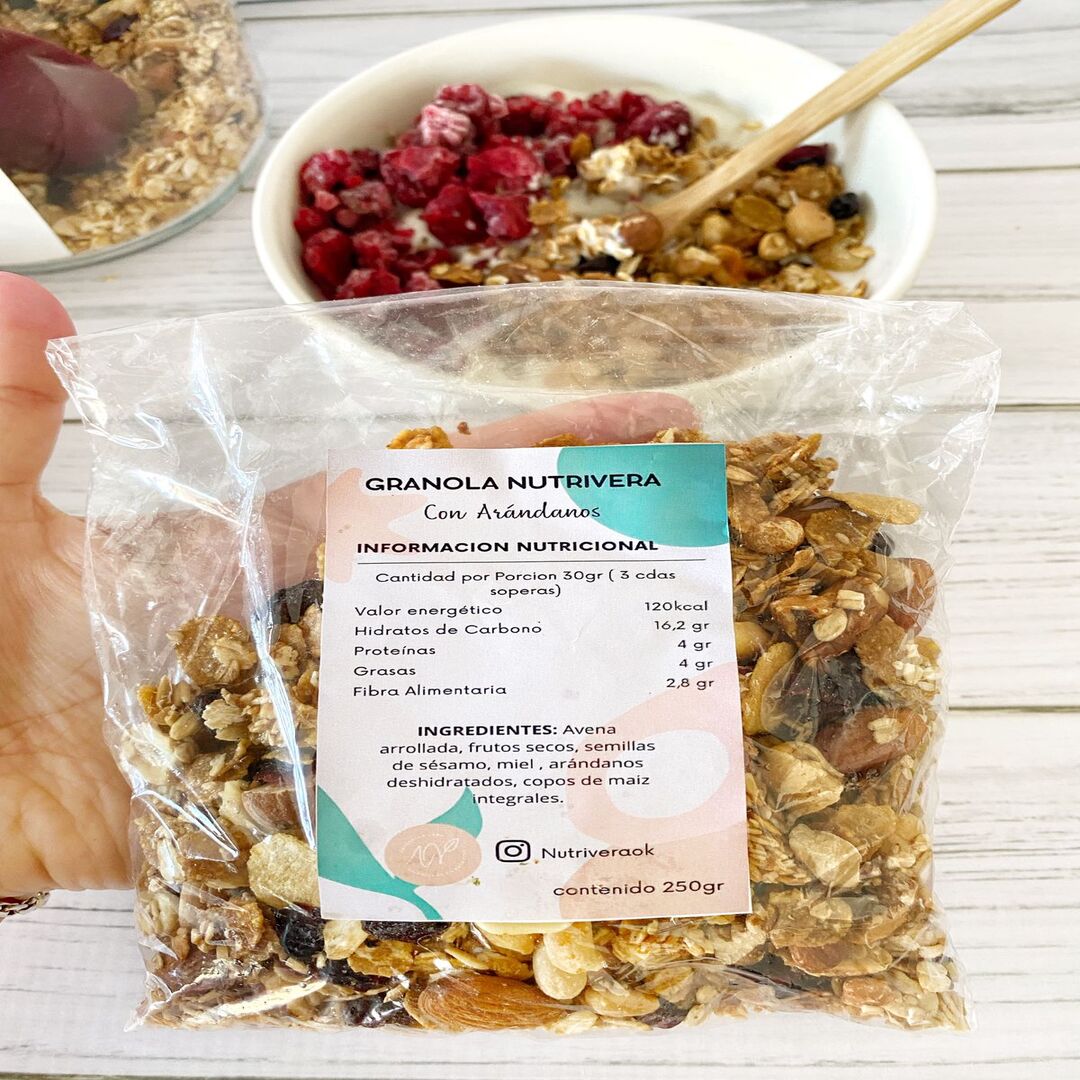 GRANOLA NUTRIVERA
Con Arándanos
INFORMACION NUTRICIONAL
Cantidad por Porcion 30gr ( 3 cdas
soperas)
Valor energético 120kcal
Hidratos de Carbono 16,2 gr
Proteínas 4 gr
Grasas 4 gr
Fibra Alimentaria 2,8 gr
INGREDIENTES: Avena
arrollada, frutos secos, semillas
de sésamo, miel , arándanos
deshidratados, copos de maiz
integrales.
Nutriveraok
contenido 250gr